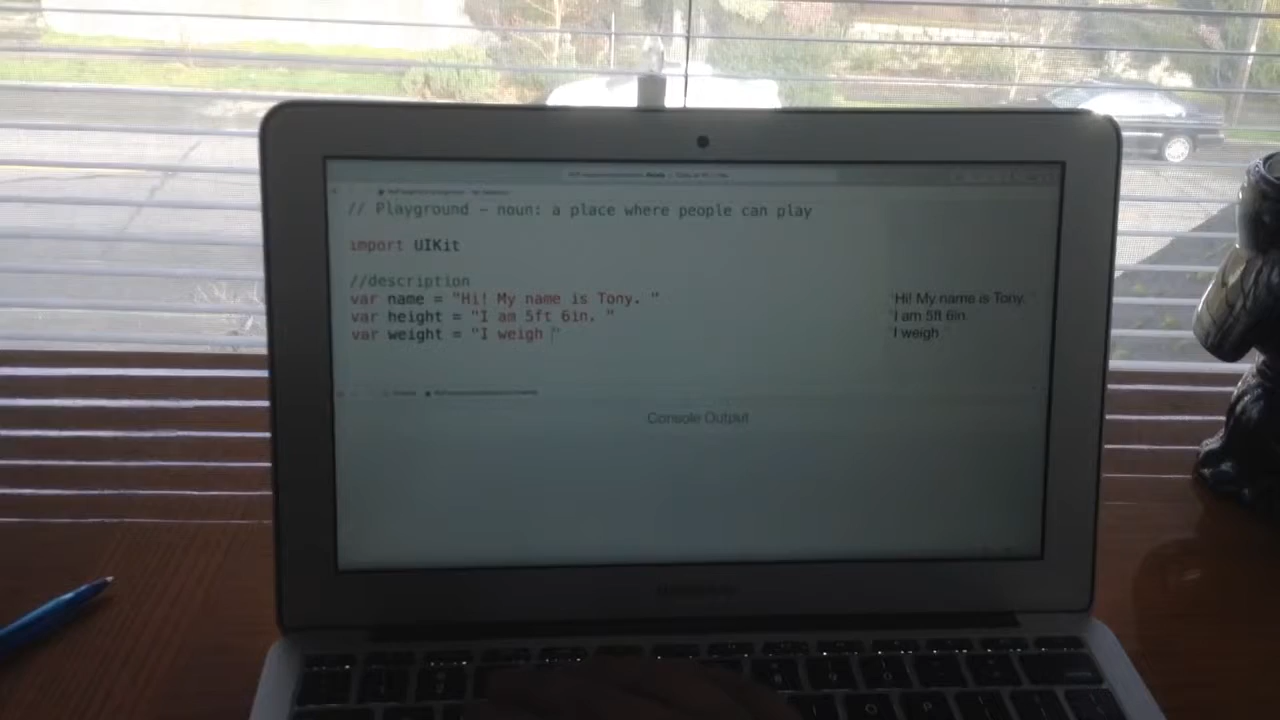 // Playground - noun: a place where people can play
import UIKit
//description
var name = "Hi! My name is Tony. "
var height = "I am 5ft 6in. "
var weight = "I weigh "
"Hi! My name is Tony.
"I am 5ft 6in.
"I weigh "
Console Output